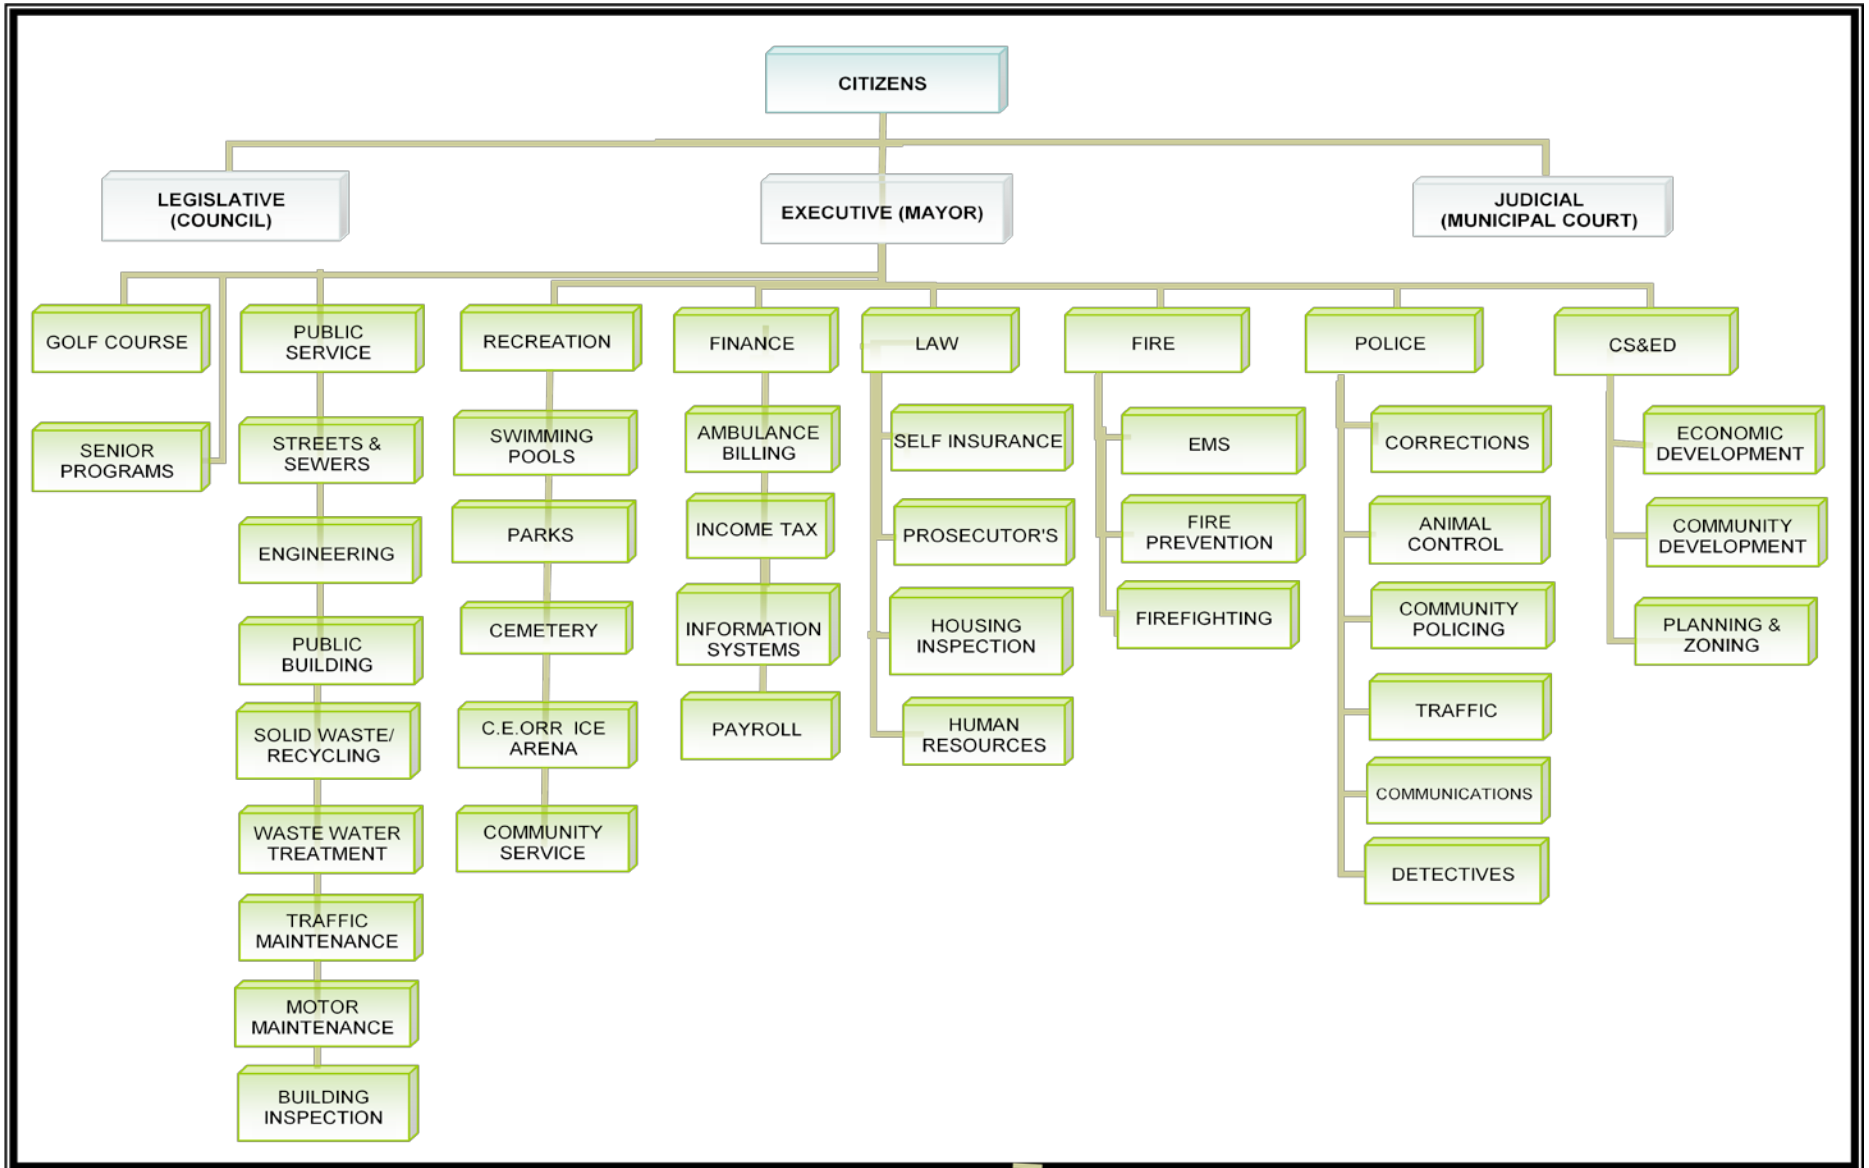 CITIZENS
LEGISLATIVE
(COUNCIL)
EXECUTIVE (MAYOR)
JUDICIAL
(MUNICIPAL COURT)
GOLF COURSE
SENIOR
PROGRAMS
PUBLIC
SERVICE
STREETS &
SEWERS
ENGINEERING
PUBLIC
BUILDING
SOLID WASTE/
RECYCLING
WASTE WATER
TREATMENT
TRAFFIC
MAINTENANCE
MOTOR
MAINTENANCE
BUILDING
INSPECTION
RECREATION
SWIMMING
POOLS
PARKS
CEMETERY
C.E.ORR ICE
ARENA
COMMUNITY
SERVICE
FINANCE
AMBULANCE
BILLING
INCOME TAX
INFORMATION
SYSTEMS
PAYROLL
LAW
SELF INSURANCE
PROSECUTOR'S
HOUSING
INSPECTION
HUMAN
RESOURCES
FIRE
EMS
FIRE
PREVENTION
FIREFIGHTING
POLICE
CORRECTIONS
ANIMAL
CONTROL
COMMUNITY
POLICING
TRAFFIC
COMMUNICATIONS
DETECTIVES
CS&ED
ECONOMIC
DEVELOPMENT
COMMUNITY
DEVELOPMENT
PLANNING &
ZONING